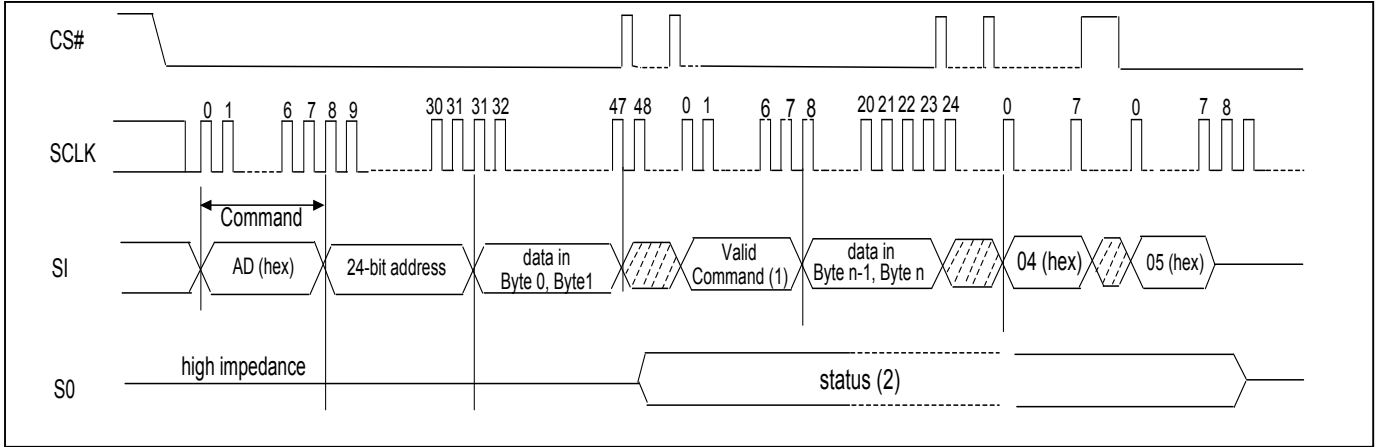 CS#
0 1 6 7 8 9 30 31 31 32 47 48 0 1 6 7 8 20 21 22 23 24 0 7 0 7 8
SCLK
Command
SI
AD (hex)
24-bit address
data in
Byte 0, Byte1
Valid
Command (1)
data in
Byte n-1, Byte n
04 (hex)
05 (hex)
high impedance
S0
status (2)